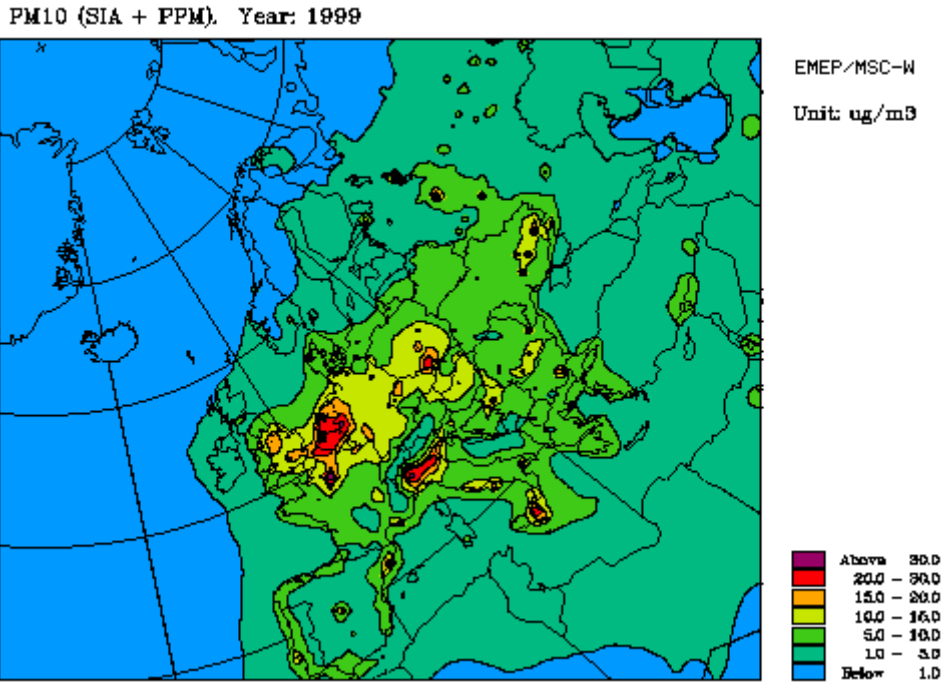 PM10 (SIA + PPM). Year: 1999
EMEP/MSC-W
Unit: ug/m3
Above 30.0
20.0 - 30.0
15.0 - 20.0
10.0 - 15.0
5.0 - 10.0
1.0 - 5.0
Below 1.0